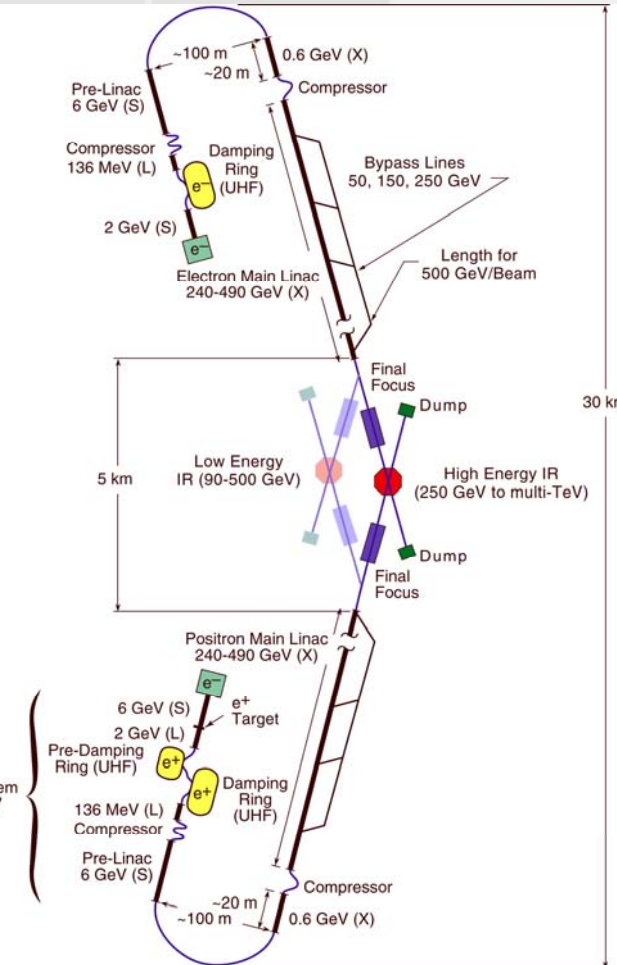 ~100 m
0.6 GeV (X)
~20 m
Compressor
Pre-Linac
6 GeV (S)
Compressor
136 MeV (L)
Damping
Ring
(UHF)
e−
2 GeV (S)
e−
Bypass Lines
50, 150, 250 GeV
Length for
500 GeV/Beam
Electron Main Linac
240-490 GeV (X)
Final
Focus
Dump
30 km
Low Energy
IR (90-500 GeV)
High Energy IR
(250 GeV to multi-TeV)
5 km
Dump
Final
Focus
Positron Main Linac
240-490 GeV (X)
e−
6 GeV (S)
e+
Target
2 GeV (L)
Pre-Damping
Ring (UHF)
e+
e+
Damping
Ring
(UHF)
136 MeV (L)
Compressor
Pre-Linac
6 GeV (S)
~20 m
~100 m
Compressor
0.6 GeV (X)